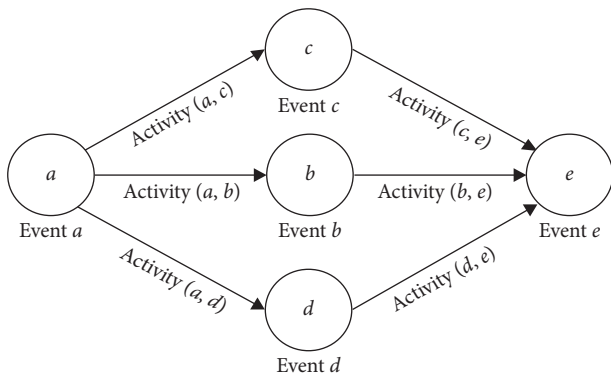 c
Event c
Activity (a, c)
Activity (c, e)
a
Event a
Activity (a, b)
b
Event b
Activity (b, e)
e
Event e
Activity (a, d)
Activity (d, e)
d
Event d